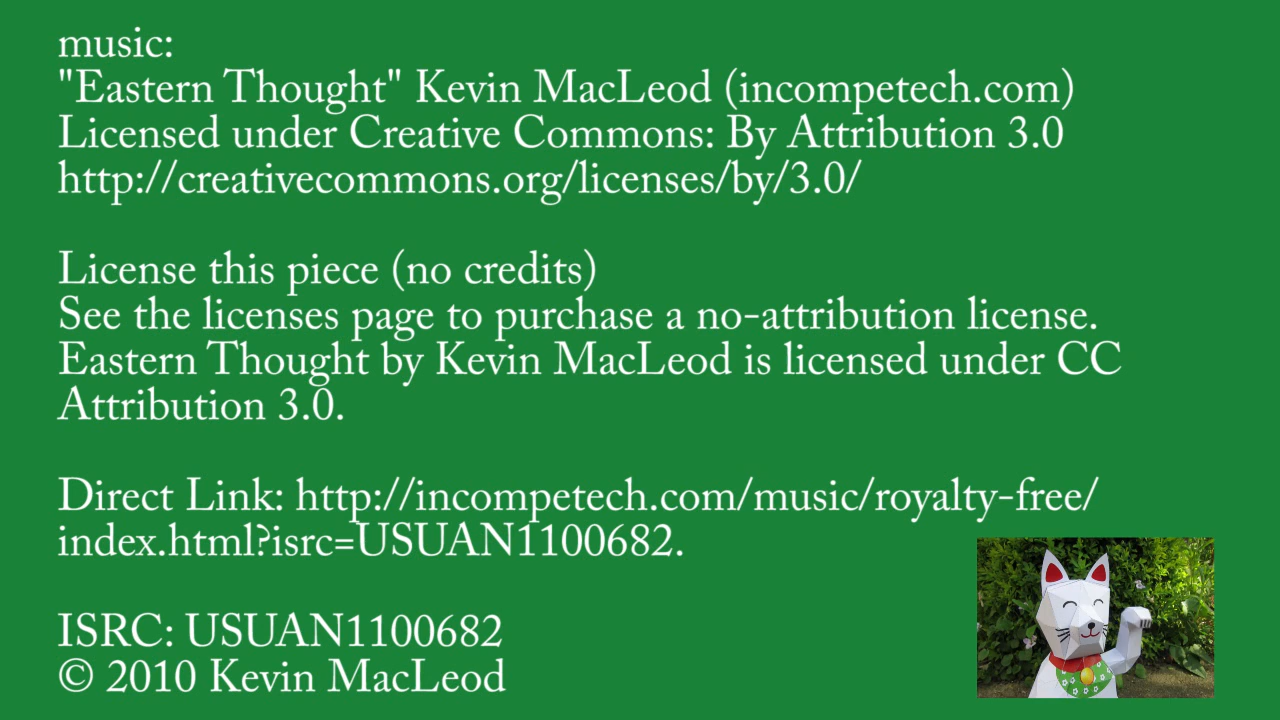 music:
"Eastern Thought" Kevin MacLeod (incompetech.com)
Licensed under Creative Commons: By Attribution 3.0
http://creativecommons.org/licenses/by/3.0/
License this piece (no credits)
See the licenses page to purchase a no-attribution license.
Eastern Thought by Kevin MacLeod is licensed under CC
Attribution 3.0.
Direct Link: http://incompetech.com/music/royalty-free/
index.html?isrc=USUAN1100682.
ISRC: USUAN1100682
© 2010 Kevin MacLeod